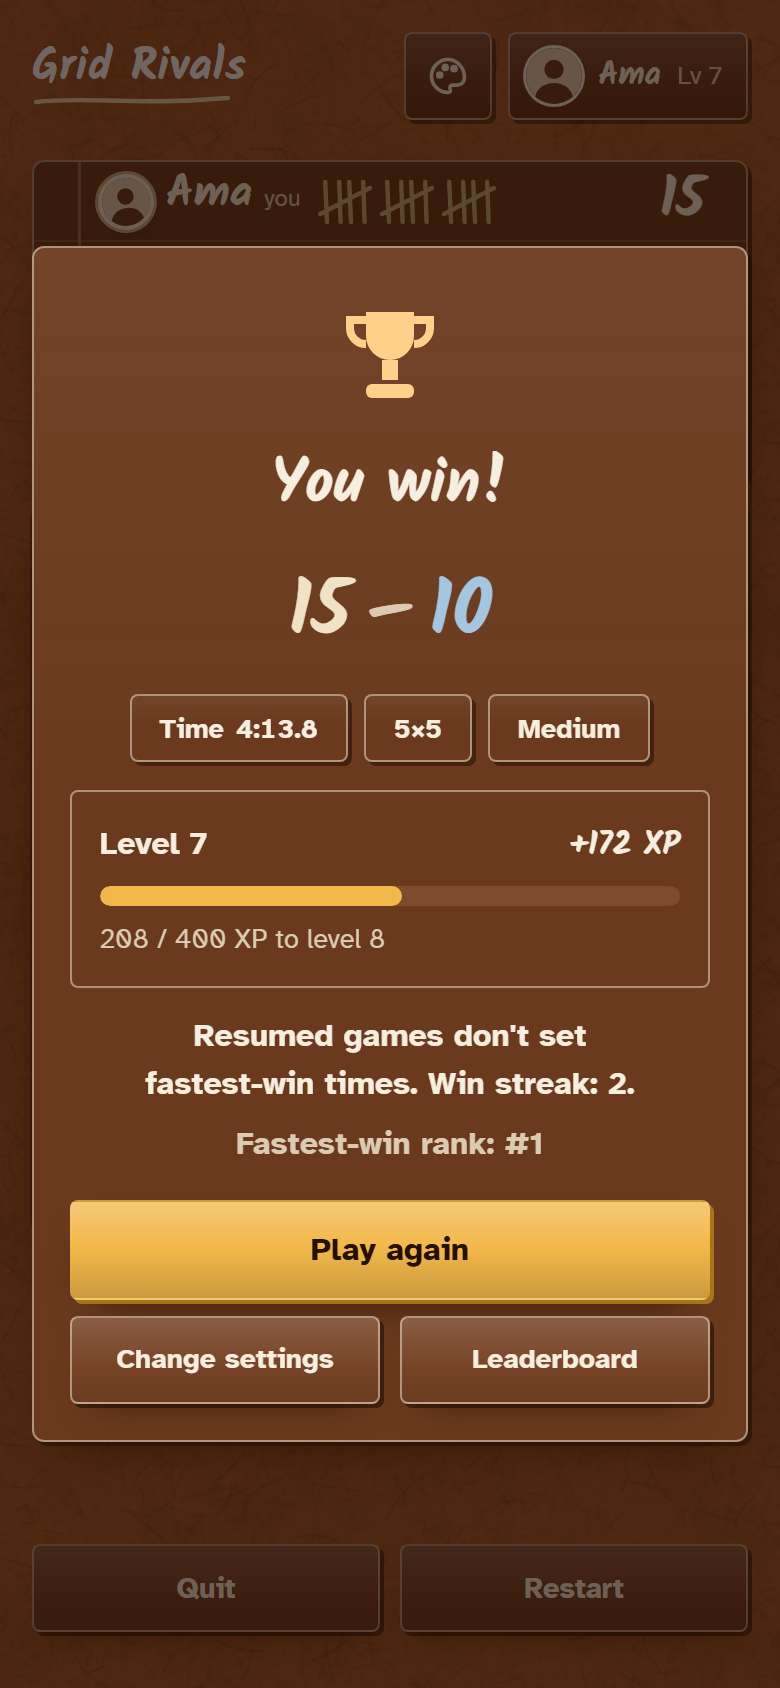 Grid Rivals
Ama Lv 7
Ama you 15
You win!
15 – 10
Time 4:13.8 5×5 Medium
Level 7 +172 XP
208 / 400 XP to level 8
Resumed games don't set
fastest-win times. Win streak: 2.
Fastest-win rank: #1
Play again
Change settings Leaderboard
Quit Restart